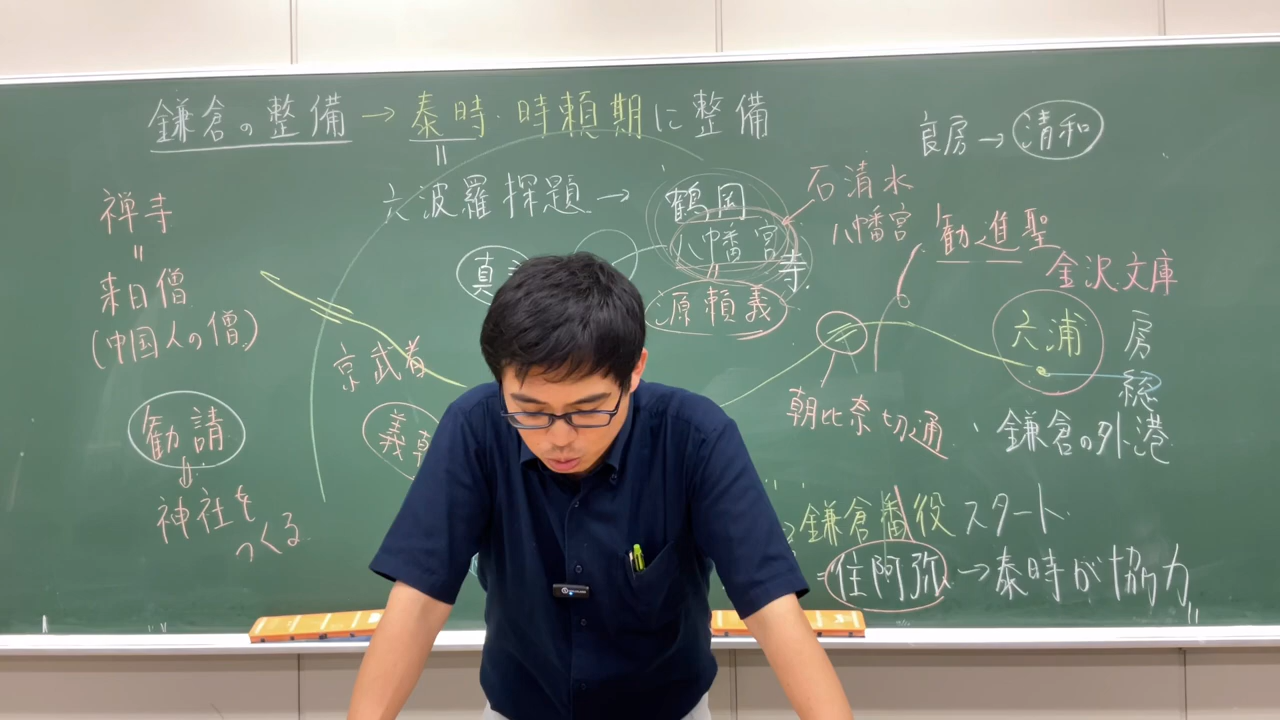 鎌倉の整備→泰時・時頼期に整備
良房→清和
六波羅探題→
鶴岡
八幡宮
寺
石清水
八幡宮
勧進聖
金沢文庫
禅寺
来日僧
(中国人の僧)
真
源頼義
六浦
房
総
京武者
義
朝比奈切通
鎌倉の外港
勧請
神社を
つくる
鎌倉番役スタート
往阿弥→泰時が協力